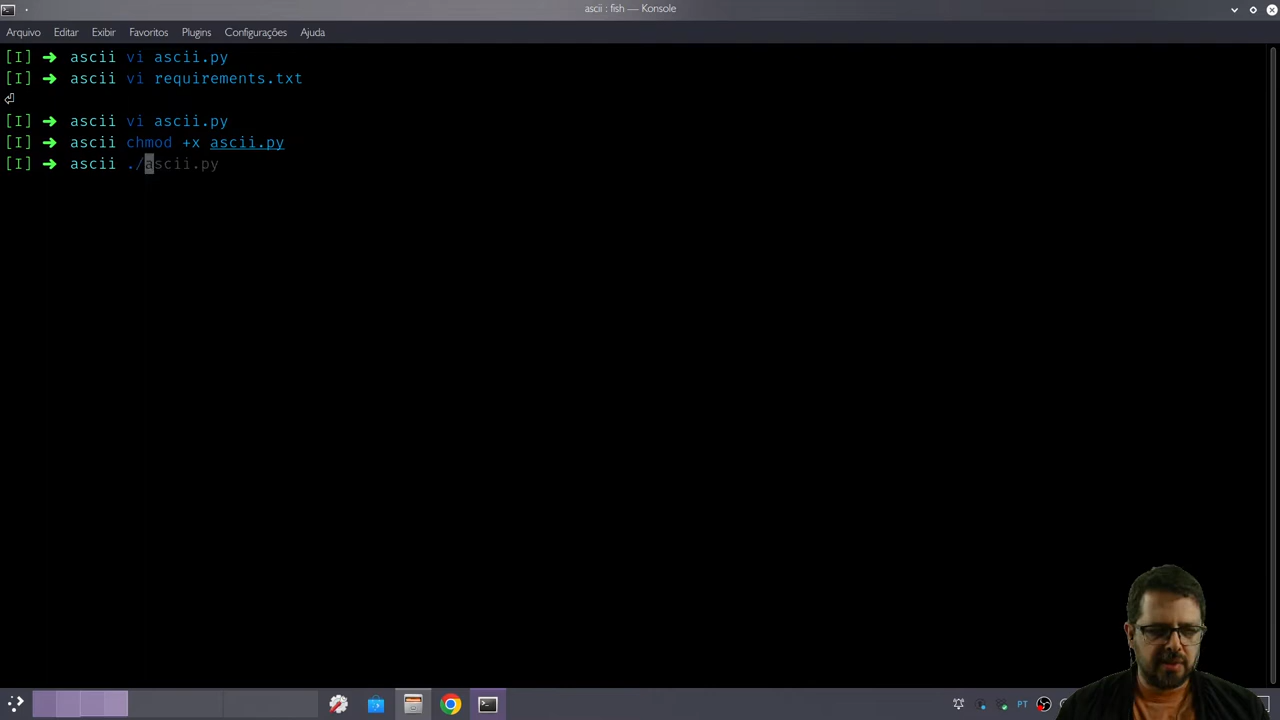 ascii : fish — Konsole
Arquivo Editar Exibir Favoritos Plugins Configurações Ajuda
[I] ➜ ascii vi ascii.py
[I] ➜ ascii vi requirements.txt
⏎
[I] ➜ ascii vi ascii.py
[I] ➜ ascii chmod +x ascii.py
[I] ➜ ascii ./ascii.py
PT